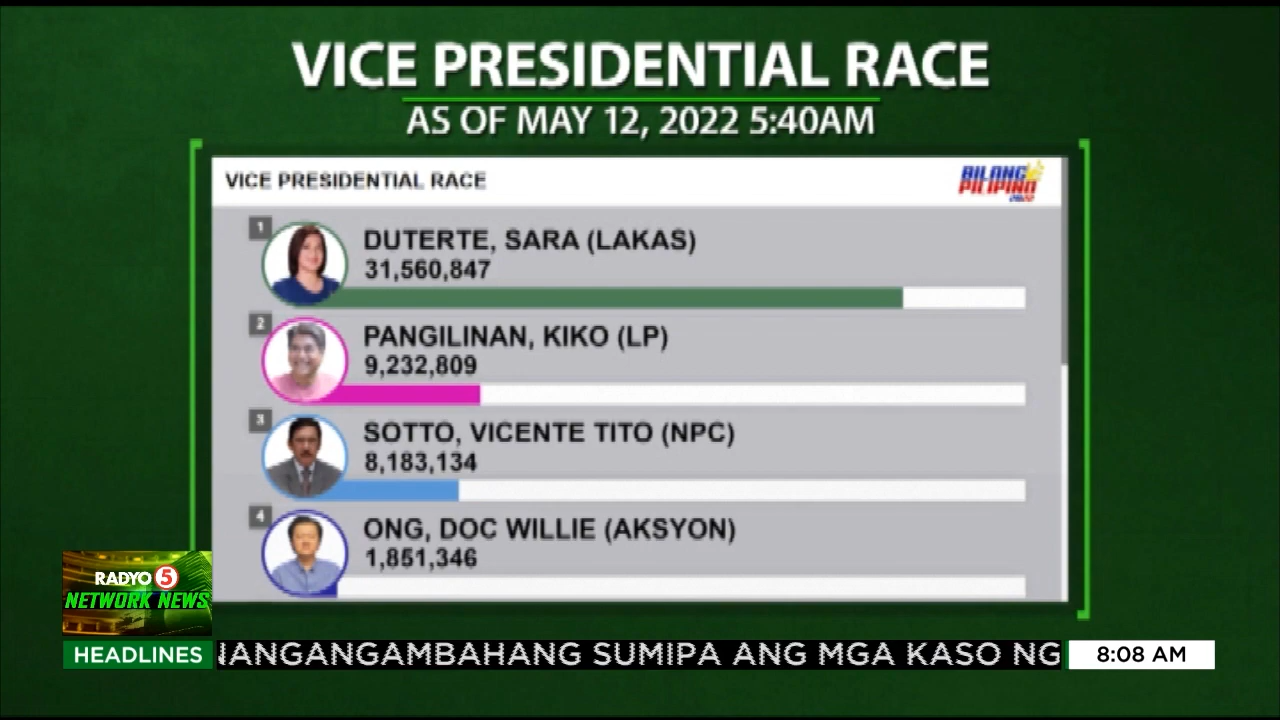 VICE PRESIDENTIAL RACE
AS OF MAY 12, 2022 5:40AM
VICE PRESIDENTIAL RACE
BILANG
PILIPINO
2022
1
DUTERTE, SARA (LAKAS)
31,560,847
2
PANGILINAN, KIKO (LP)
9,232,809
3
SOTTO, VICENTE TITO (NPC)
8,183,134
4
ONG, DOC WILLIE (AKSYON)
1,851,346
RADYO 5
NETWORK NEWS
HEADLINES
NANGANGAMBAHANG SUMIPA ANG MGA KASO NG
8:08 AM